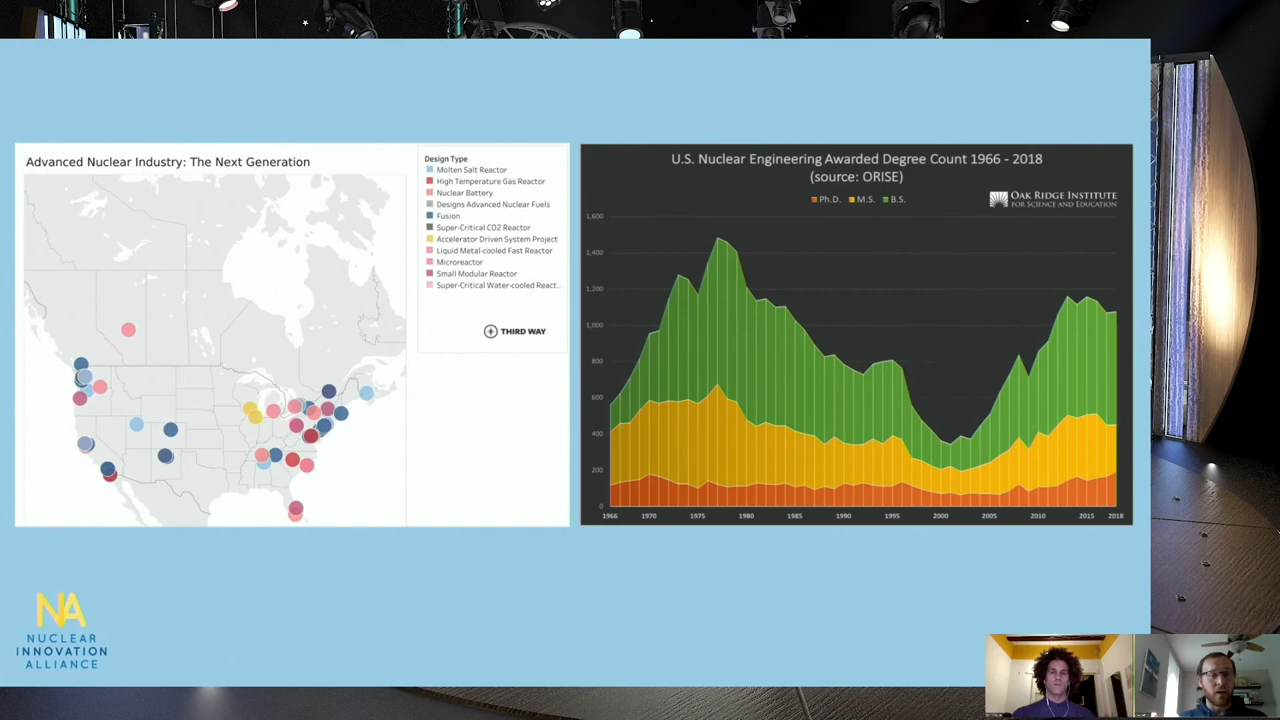 Advanced Nuclear Industry: The Next Generation
Design Type
Molten Salt Reactor
High Temperature Gas Reactor
Nuclear Battery
Designs Advanced Nuclear Fuels
Fusion
Super-Critical CO2 Reactor
Accelerator Driven System Project
Liquid Metal-cooled Fast Reactor
Microreactor
Small Modular Reactor
Super-Critical Water-cooled React..
THIRD WAY
U.S. Nuclear Engineering Awarded Degree Count 1966 - 2018
(source: ORISE)
Ph.D. M.S. B.S.
OAK RIDGE INSTITUTE
FOR SCIENCE AND EDUCATION
1,600
1,400
1,200
1,000
800
600
400
200
0
1966 1970 1975 1980 1985 1990 1995 2000 2005 2010 2015 2018
NA
NUCLEAR
INNOVATION
ALLIANCE